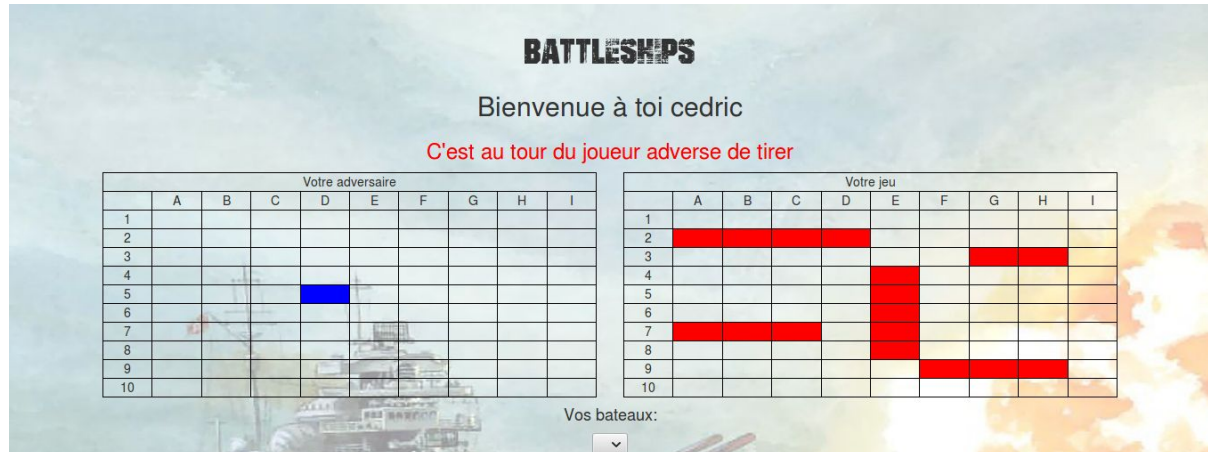 BATTLESHIPS
Bienvenue à toi cedric
C'est au tour du joueur adverse de tirer
Votre adversaire
A B C D E F G H I
1
2
3
4
5
6
7
8
9
10
Votre jeu
A B C D E F G H I
1
2
3
4
5
6
7
8
9
10
Vos bateaux: